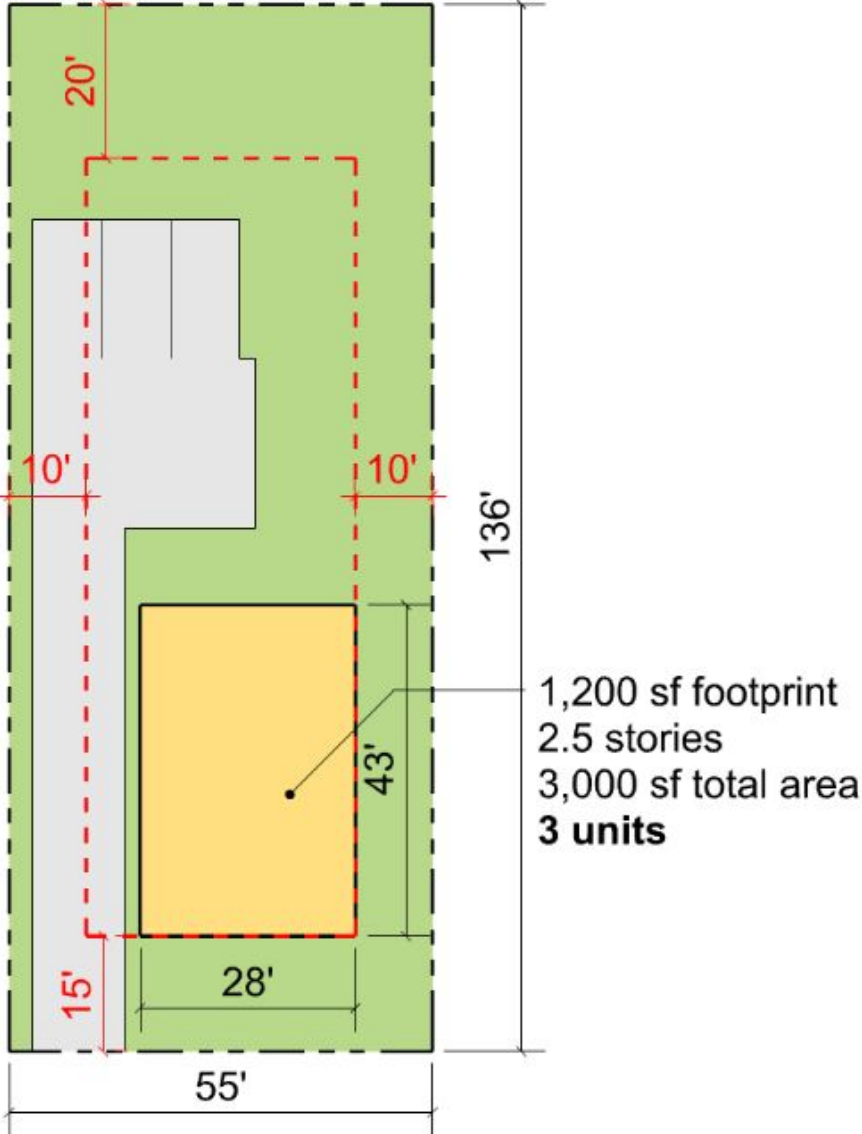 20'
10'
10'
136'
1,200 sf footprint
2.5 stories
3,000 sf total area
3 units
43'
28'
15'
55'